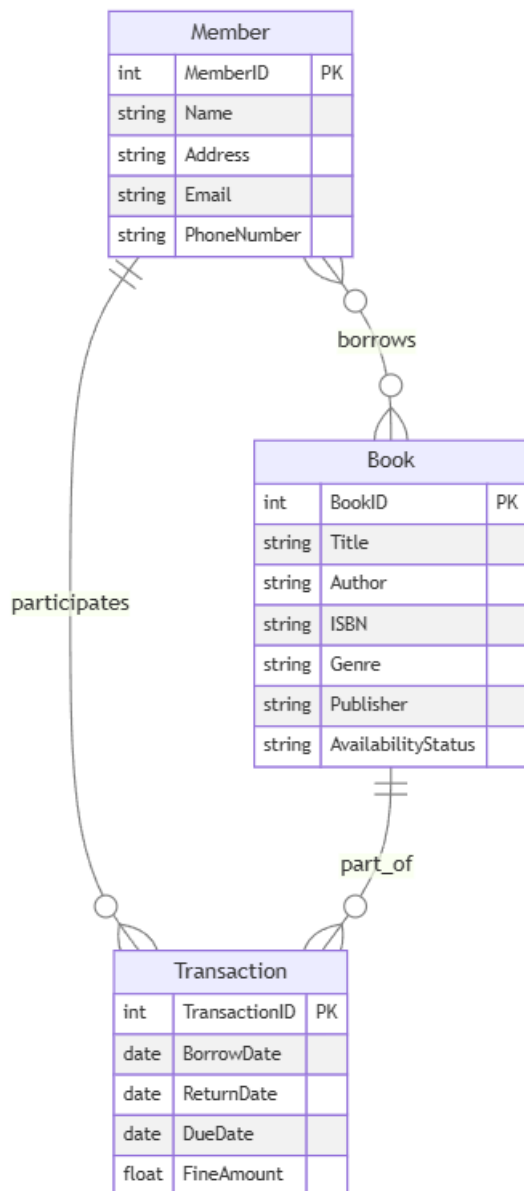 Member
int MemberID PK
string Name
string Address
string Email
string PhoneNumber
borrows
Book
int BookID PK
string Title
string Author
string ISBN
string Genre
string Publisher
string AvailabilityStatus
participates
part_of
Transaction
int TransactionID PK
date BorrowDate
date ReturnDate
date DueDate
float FineAmount